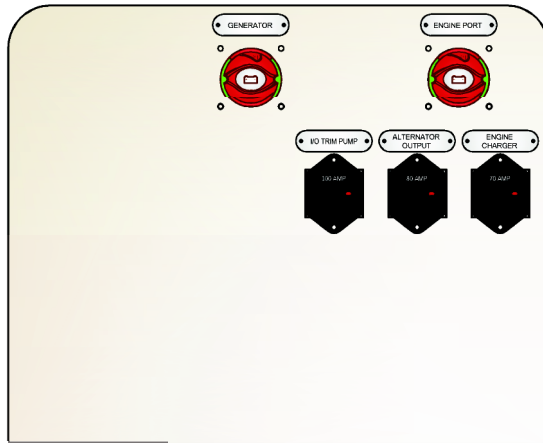 GENERATOR
ENGINE PORT
I/O TRIM PUMP
ALTERNATOR
OUTPUT
ENGINE
CHARGER
100 AMP
80 AMP
70 AMP